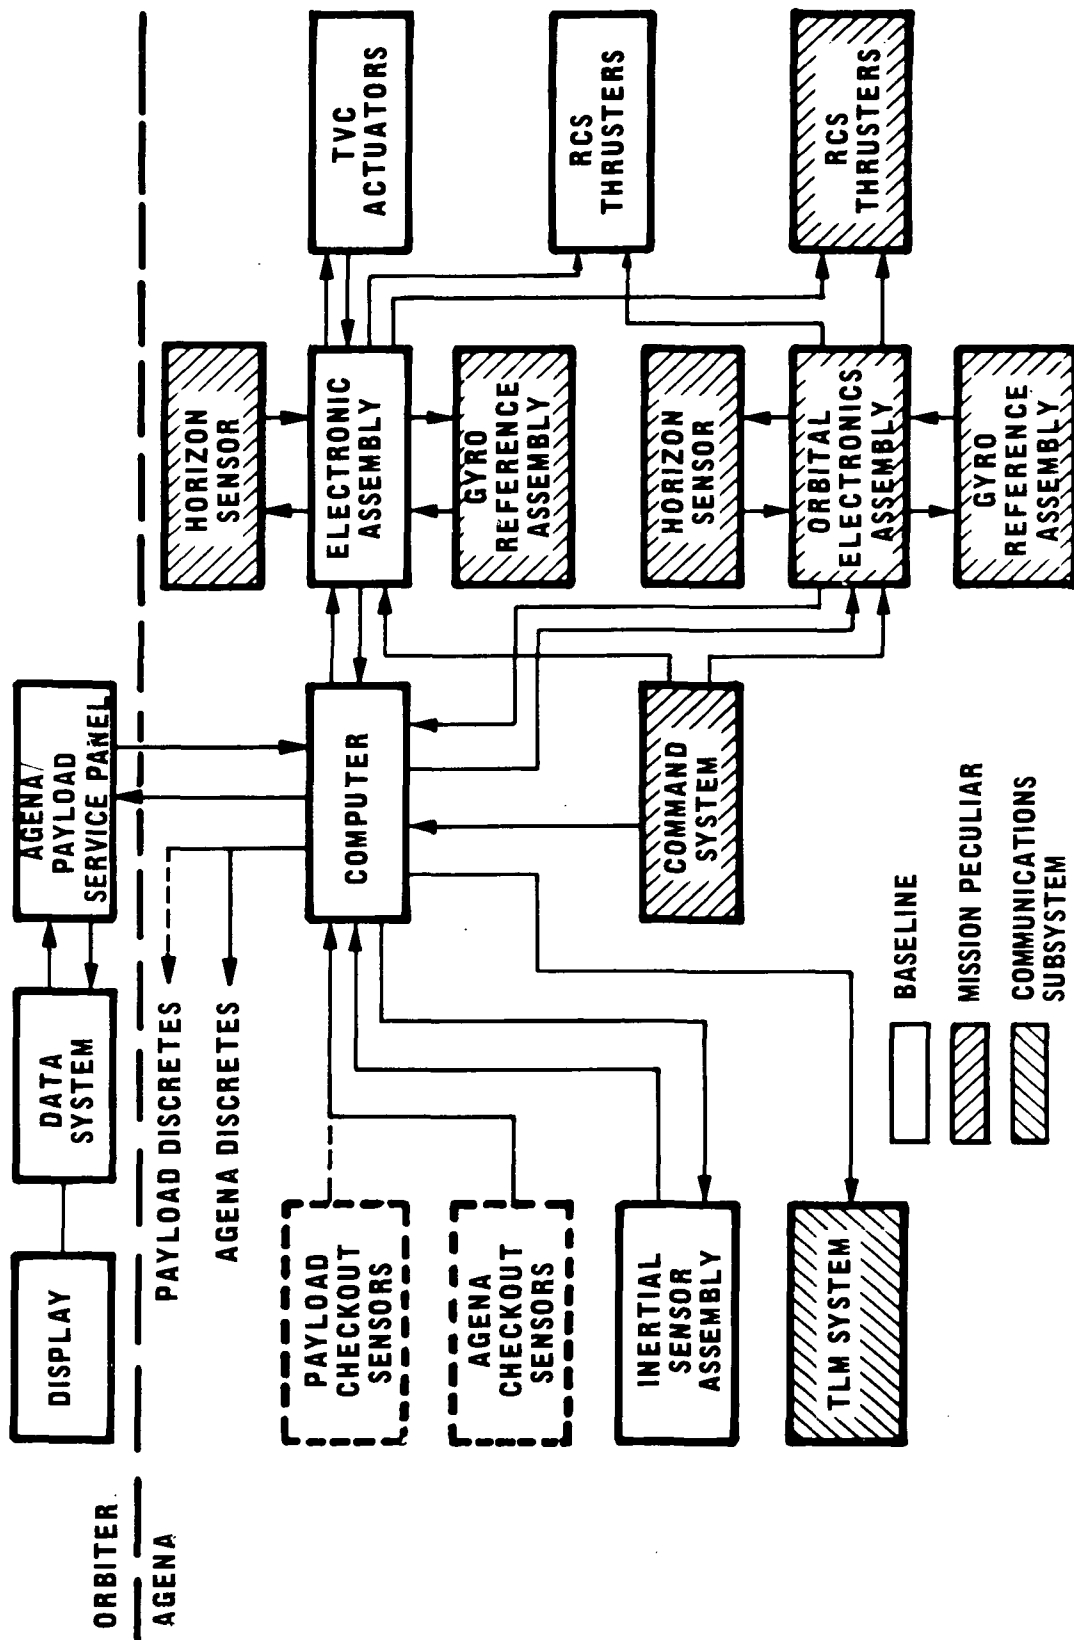 ORBITER
AGENA
DISPLAY
DATA
SYSTEM
AGENA/
PAYLOAD
SERVICE PANEL
PAYLOAD DISCRETES
AGENA DISCRETES
PAYLOAD
CHECKOUT
SENSORS
AGENA
CHECKOUT
SENSORS
INERTIAL
SENSOR
ASSEMBLY
TLM SYSTEM
COMPUTER
COMMAND
SYSTEM
HORIZON
SENSOR
ELECTRONIC
ASSEMBLY
GYRO
REFERENCE
ASSEMBLY
HORIZON
SENSOR
ORBITAL
ELECTRONICS
ASSEMBLY
GYRO
REFERENCE
ASSEMBLY
TVC
ACTUATORS
RCS
THRUSTERS
RCS
THRUSTERS
BASELINE
MISSION PECULIAR
COMMUNICATIONS
SUBSYSTEM